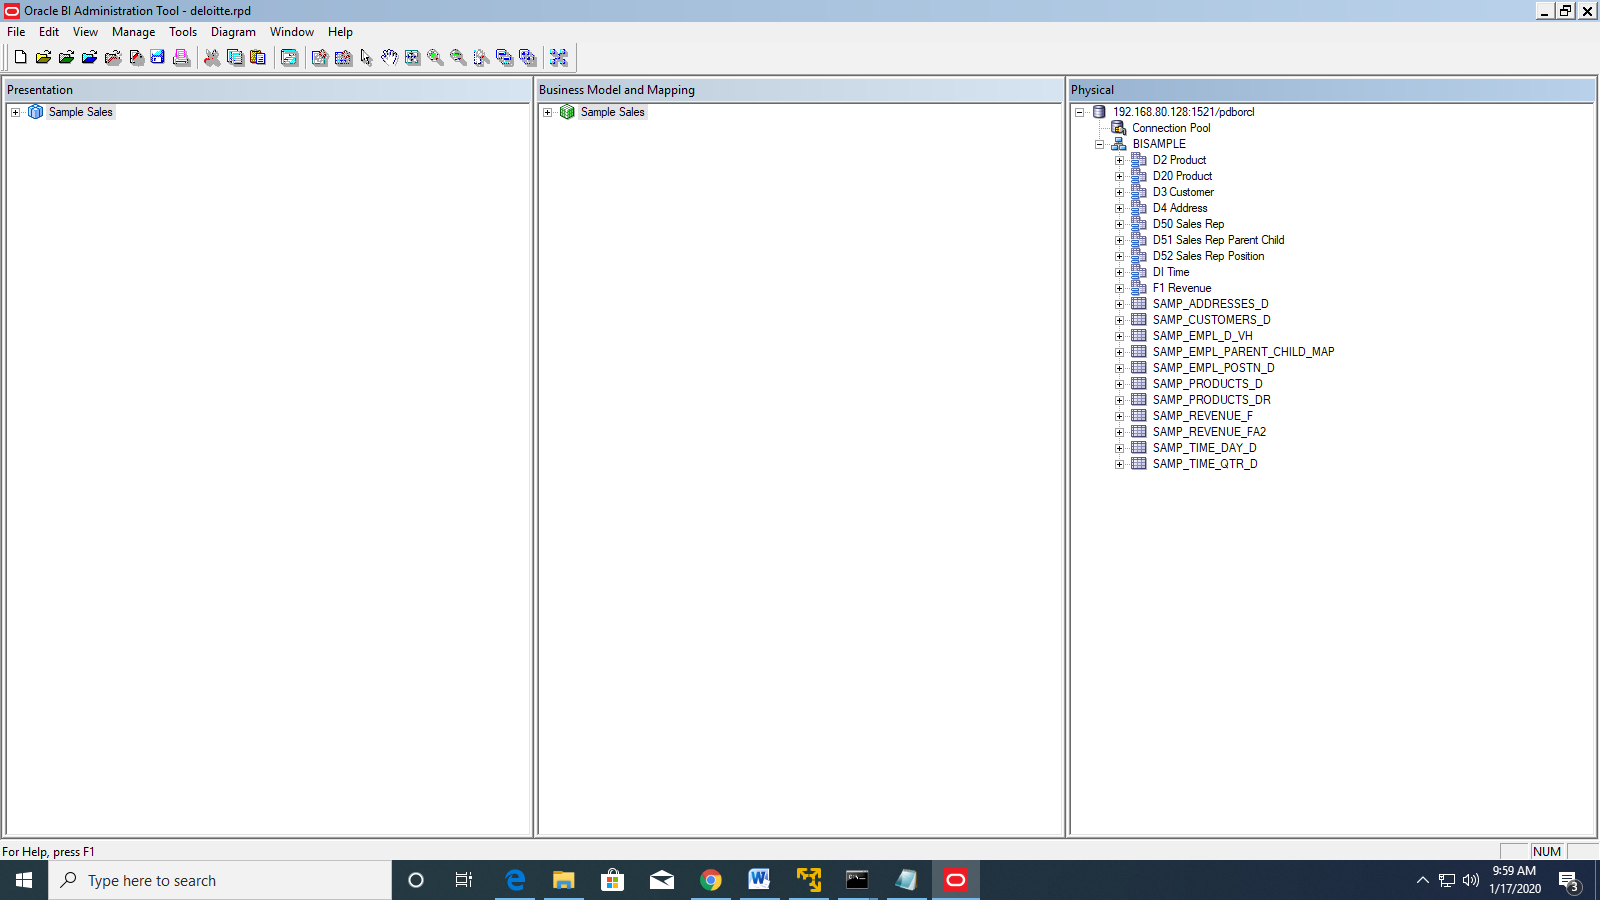 Oracle BI Administration Tool - deloitte.rpd
File Edit View Manage Tools Diagram Window Help
Presentation
Sample Sales
Business Model and Mapping
Sample Sales
Physical
192.168.80.128:1521/pdborcl
Connection Pool
BISAMPLE
D2 Product
D20 Product
D3 Customer
D4 Address
D50 Sales Rep
D51 Sales Rep Parent Child
D52 Sales Rep Position
DI Time
F1 Revenue
SAMP_ADDRESSES_D
SAMP_CUSTOMERS_D
SAMP_EMPL_D_VH
SAMP_EMPL_PARENT_CHILD_MAP
SAMP_EMPL_POSTN_D
SAMP_PRODUCTS_D
SAMP_PRODUCTS_DR
SAMP_REVENUE_F
SAMP_REVENUE_FA2
SAMP_TIME_DAY_D
SAMP_TIME_QTR_D
For Help, press F1
NUM
Type here to search
9:59 AM
1/17/2020
3